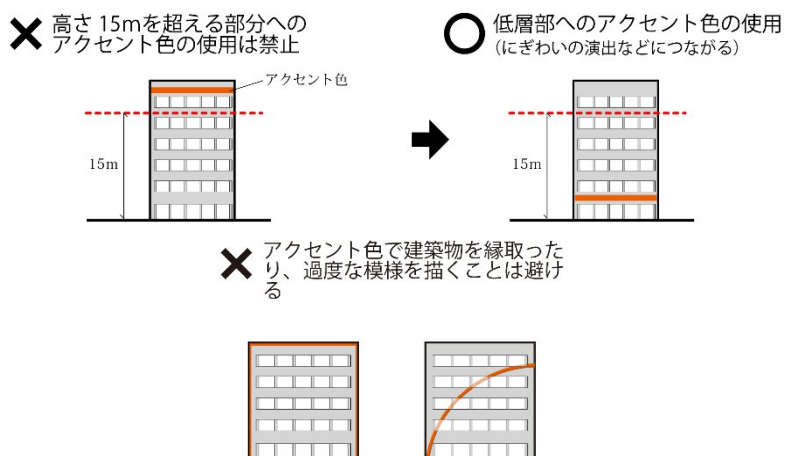 高さ 15mを超える部分への
アクセント色の使用は禁止
低層部へのアクセント色の使用
（にぎわいの演出などにつながる）
アクセント色
15m
15m
アクセント色で建築物を縁取った
り、過度な模様を描くことは避け
る